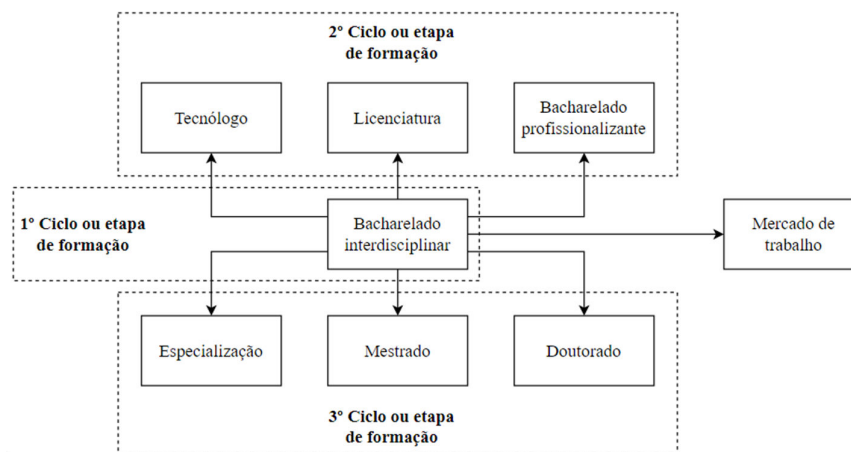 2º Ciclo ou etapa
de formação
Tecnólogo
Licenciatura
Bacharelado
profissionalizante
1º Ciclo ou etapa
de formação
Bacharelado
interdisciplinar
Mercado de
trabalho
Especialização
Mestrado
Doutorado
3º Ciclo ou etapa
de formação